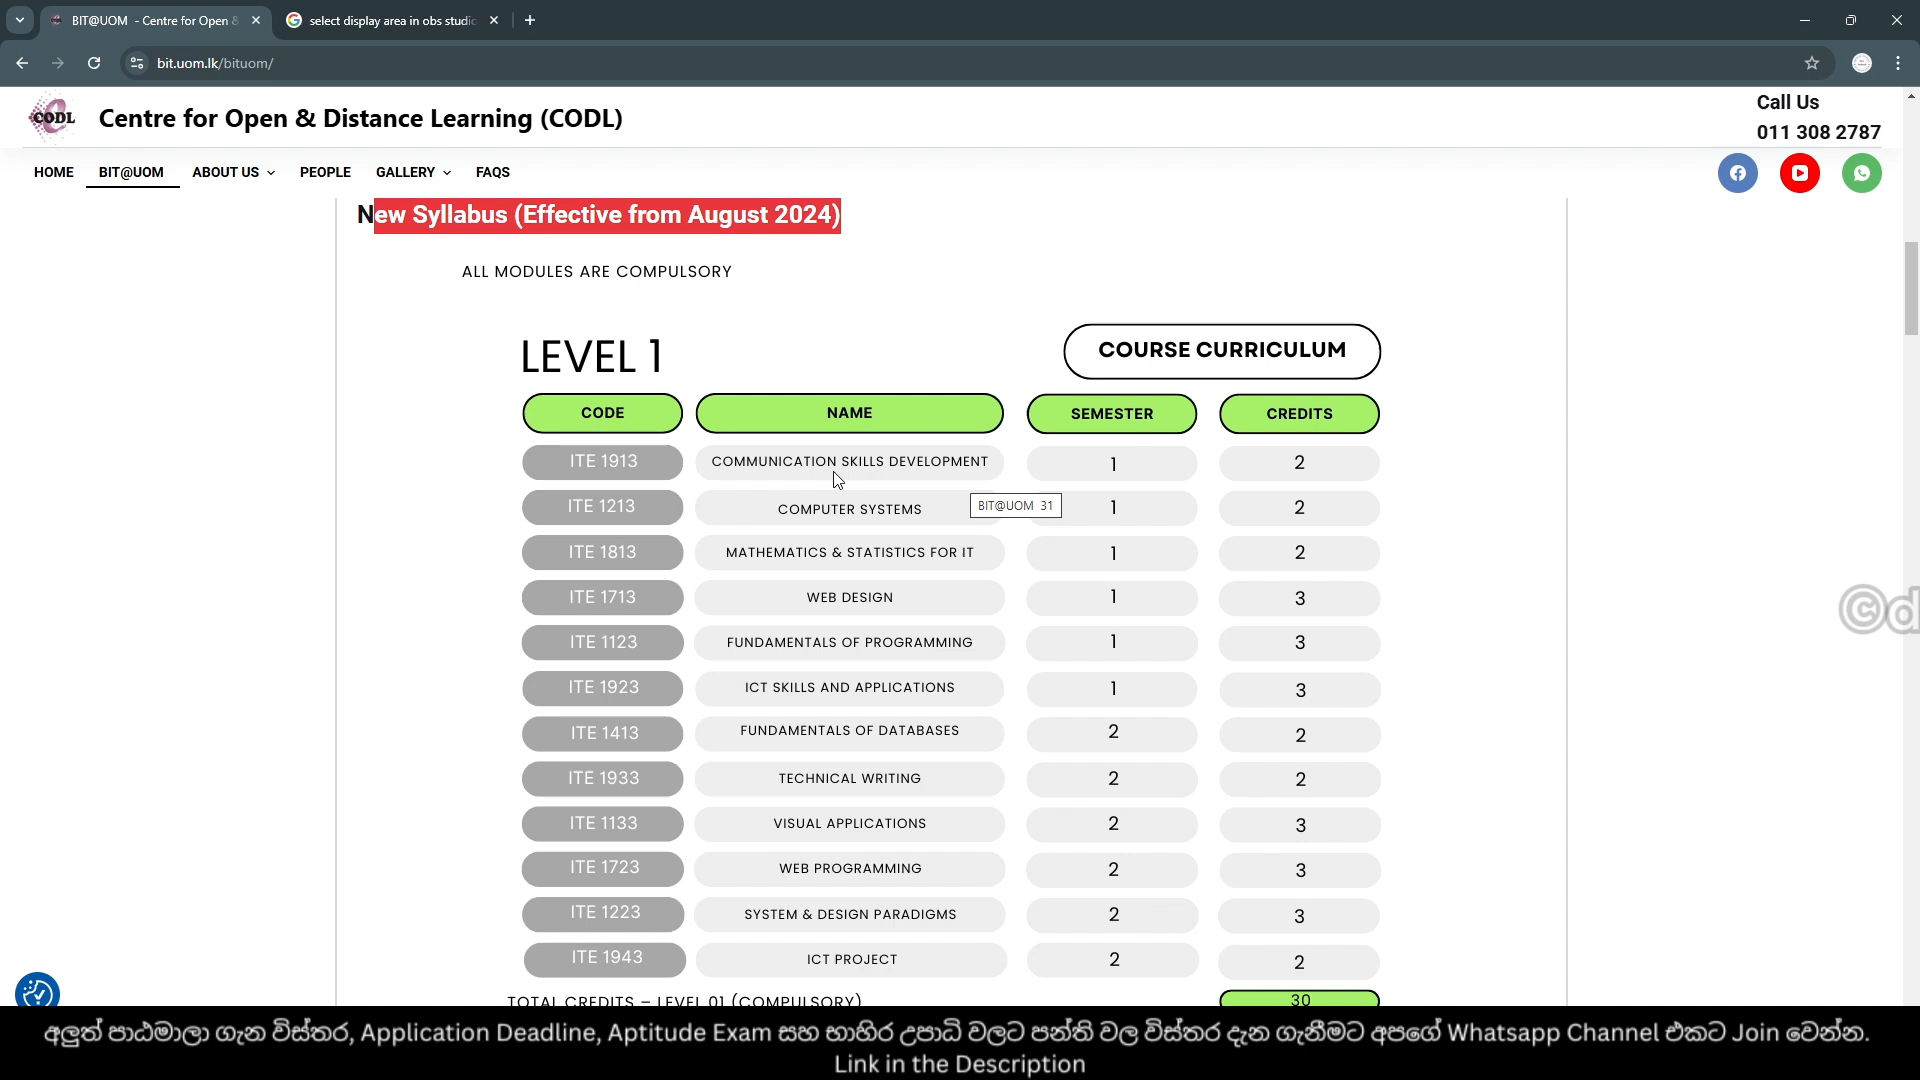 BIT@UOM - Centre for Open &
select display area in obs studio
bit.uom.lk/bituom/
CODL
Centre for Open & Distance Learning (CODL)
Call Us
011 308 2787
HOME BIT@UOM ABOUT US PEOPLE GALLERY FAQS
New Syllabus (Effective from August 2024)
ALL MODULES ARE COMPULSORY
LEVEL 1 COURSE CURRICULUM
CODE NAME SEMESTER CREDITS
ITE 1913 COMMUNICATION SKILLS DEVELOPMENT 1 2
ITE 1213 COMPUTER SYSTEMS BIT@UOM 31 1 2
ITE 1813 MATHEMATICS & STATISTICS FOR IT 1 2
ITE 1713 WEB DESIGN 1 3
ITE 1123 FUNDAMENTALS OF PROGRAMMING 1 3
ITE 1923 ICT SKILLS AND APPLICATIONS 1 3
ITE 1413 FUNDAMENTALS OF DATABASES 2 2
ITE 1933 TECHNICAL WRITING 2 2
ITE 1133 VISUAL APPLICATIONS 2 3
ITE 1723 WEB PROGRAMMING 2 3
ITE 1223 SYSTEM & DESIGN PARADIGMS 2 3
ITE 1943 ICT PROJECT 2 2
TOTAL CREDITS – LEVEL 01 (COMPULSORY) 30
©d
අලුත් පාඨමාලා ගැන විස්තර, Application Deadline, Aptitude Exam සහ භාහිර උපාධි වලට පන්ති වල විස්තර දැන ගැනීමට අපගේ Whatsapp Channel එකට Join වෙන්න.
Link in the Description